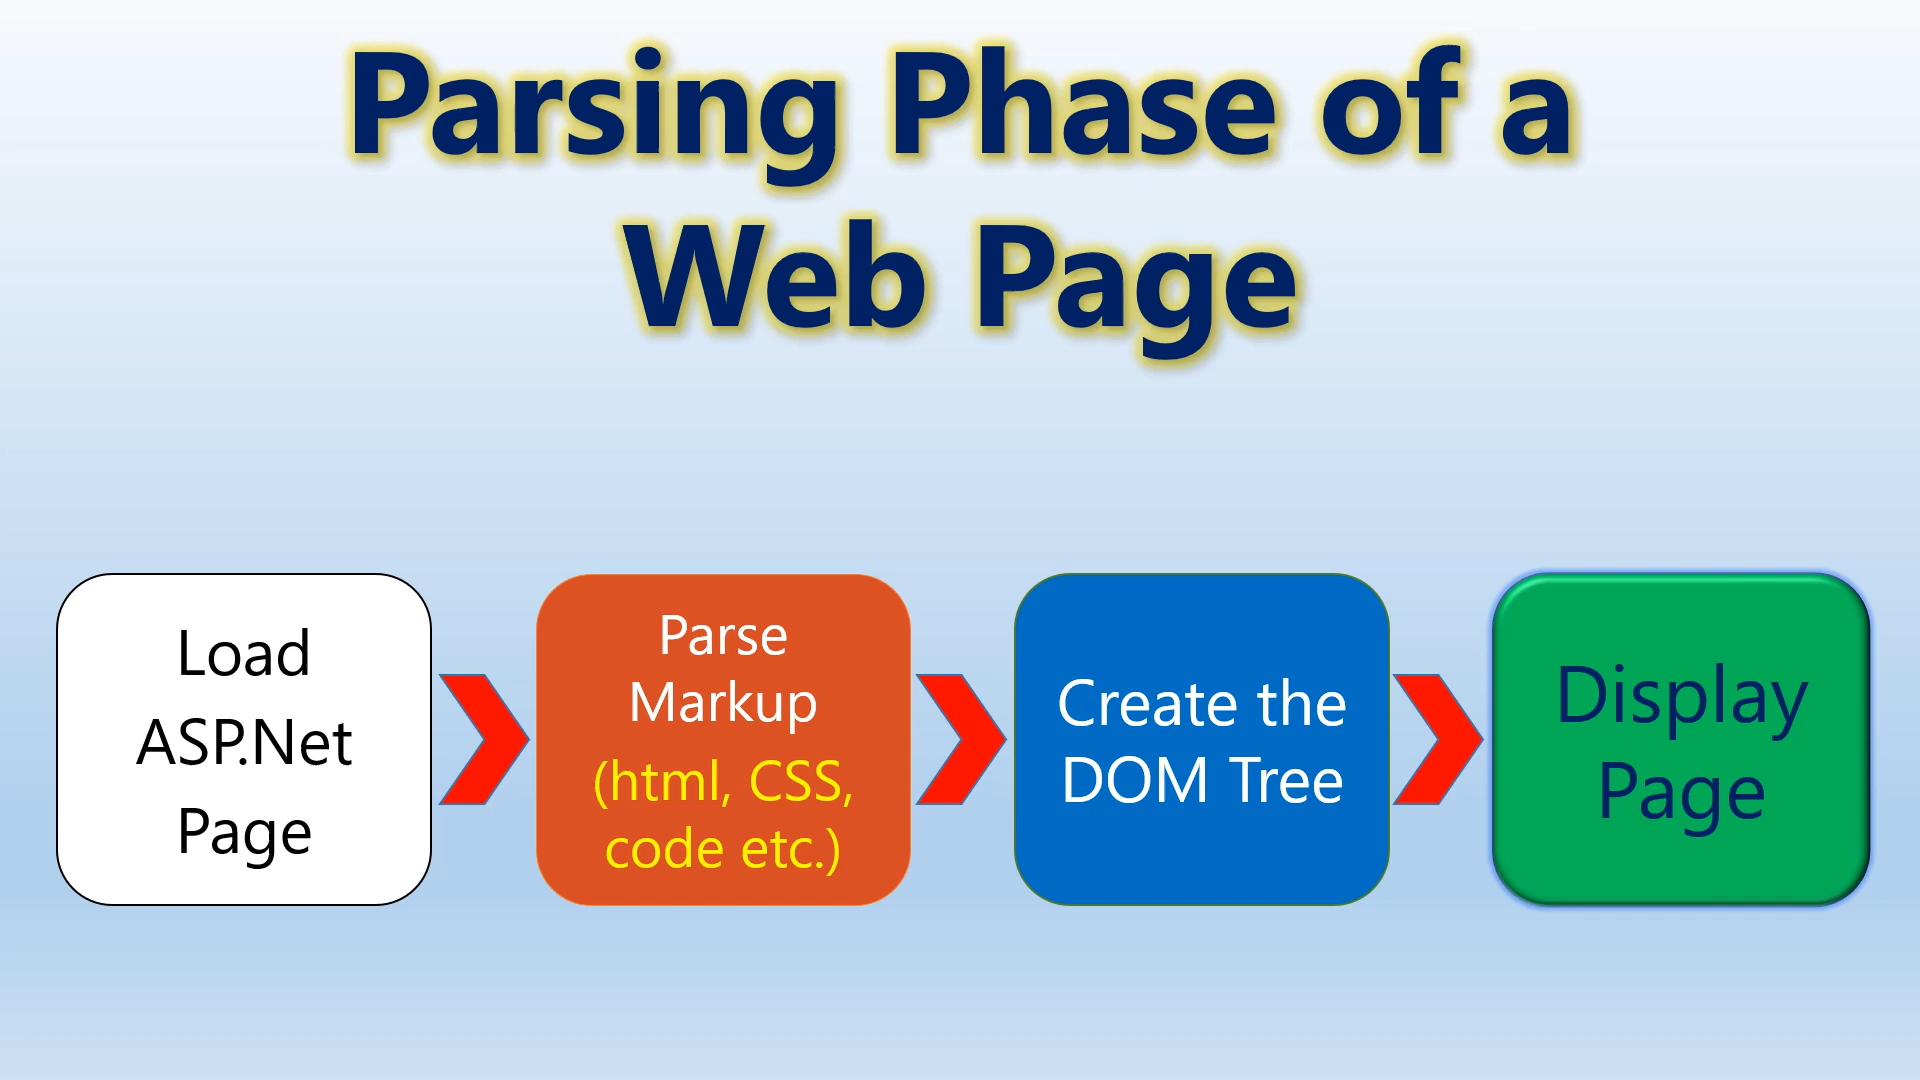 Parsing Phase of a
Web Page
Load
ASP.Net
Page
Parse
Markup
(html, CSS,
code etc.)
Create the
DOM Tree
Display
Page